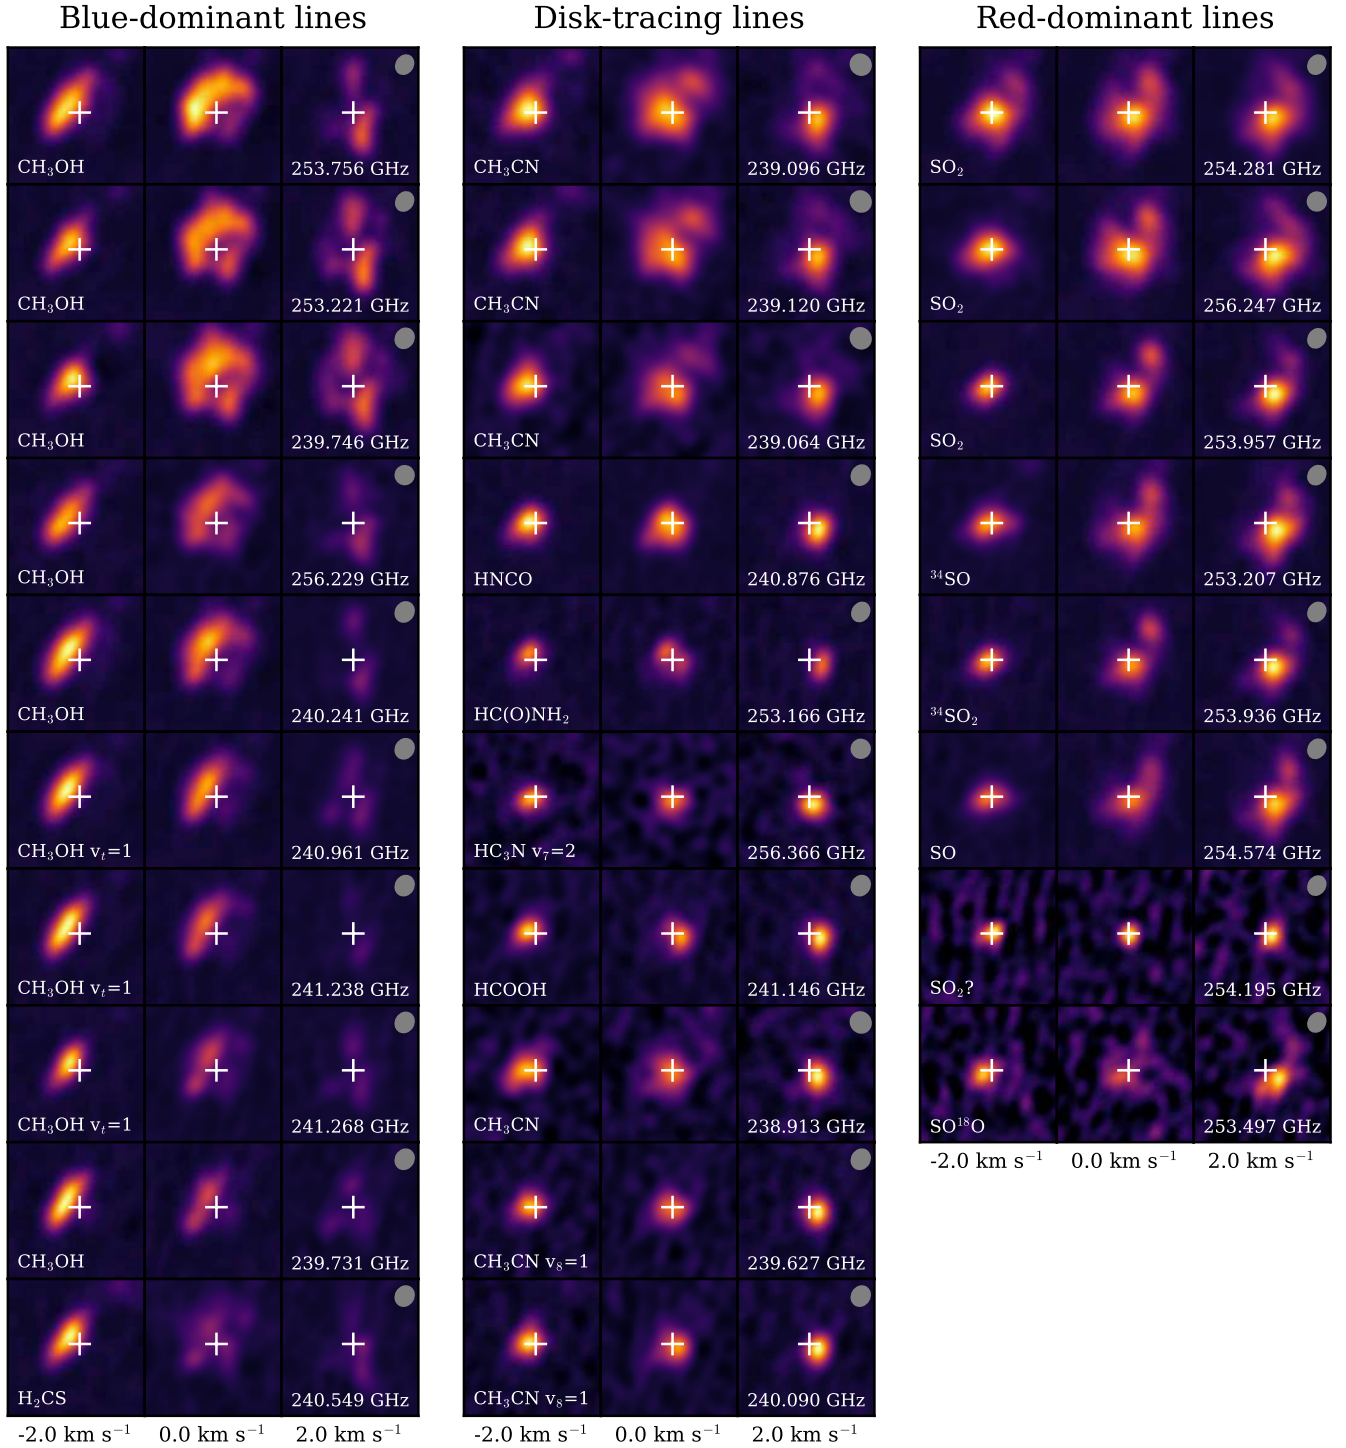 Blue-dominant lines
CH₃OH 253.756 GHz
CH₃OH 253.221 GHz
CH₃OH 239.746 GHz
CH₃OH 256.229 GHz
CH₃OH 240.241 GHz
CH₃OH vₜ=1 240.961 GHz
CH₃OH vₜ=1 241.238 GHz
CH₃OH vₜ=1 241.268 GHz
CH₃OH 239.731 GHz
H₂CS 240.549 GHz
-2.0 km s⁻¹ 0.0 km s⁻¹ 2.0 km s⁻¹
Disk-tracing lines
CH₃CN 239.096 GHz
CH₃CN 239.120 GHz
CH₃CN 239.064 GHz
HNCO 240.876 GHz
HC(O)NH₂ 253.166 GHz
HC₃N v₇=2 256.366 GHz
HCOOH 241.146 GHz
CH₃CN 238.913 GHz
CH₃CN v₈=1 239.627 GHz
CH₃CN v₈=1 240.090 GHz
-2.0 km s⁻¹ 0.0 km s⁻¹ 2.0 km s⁻¹
Red-dominant lines
SO₂ 254.281 GHz
SO₂ 256.247 GHz
SO₂ 253.957 GHz
³⁴SO 253.207 GHz
³⁴SO₂ 253.936 GHz
SO 254.574 GHz
SO₂? 254.195 GHz
SO¹⁸O 253.497 GHz
-2.0 km s⁻¹ 0.0 km s⁻¹ 2.0 km s⁻¹